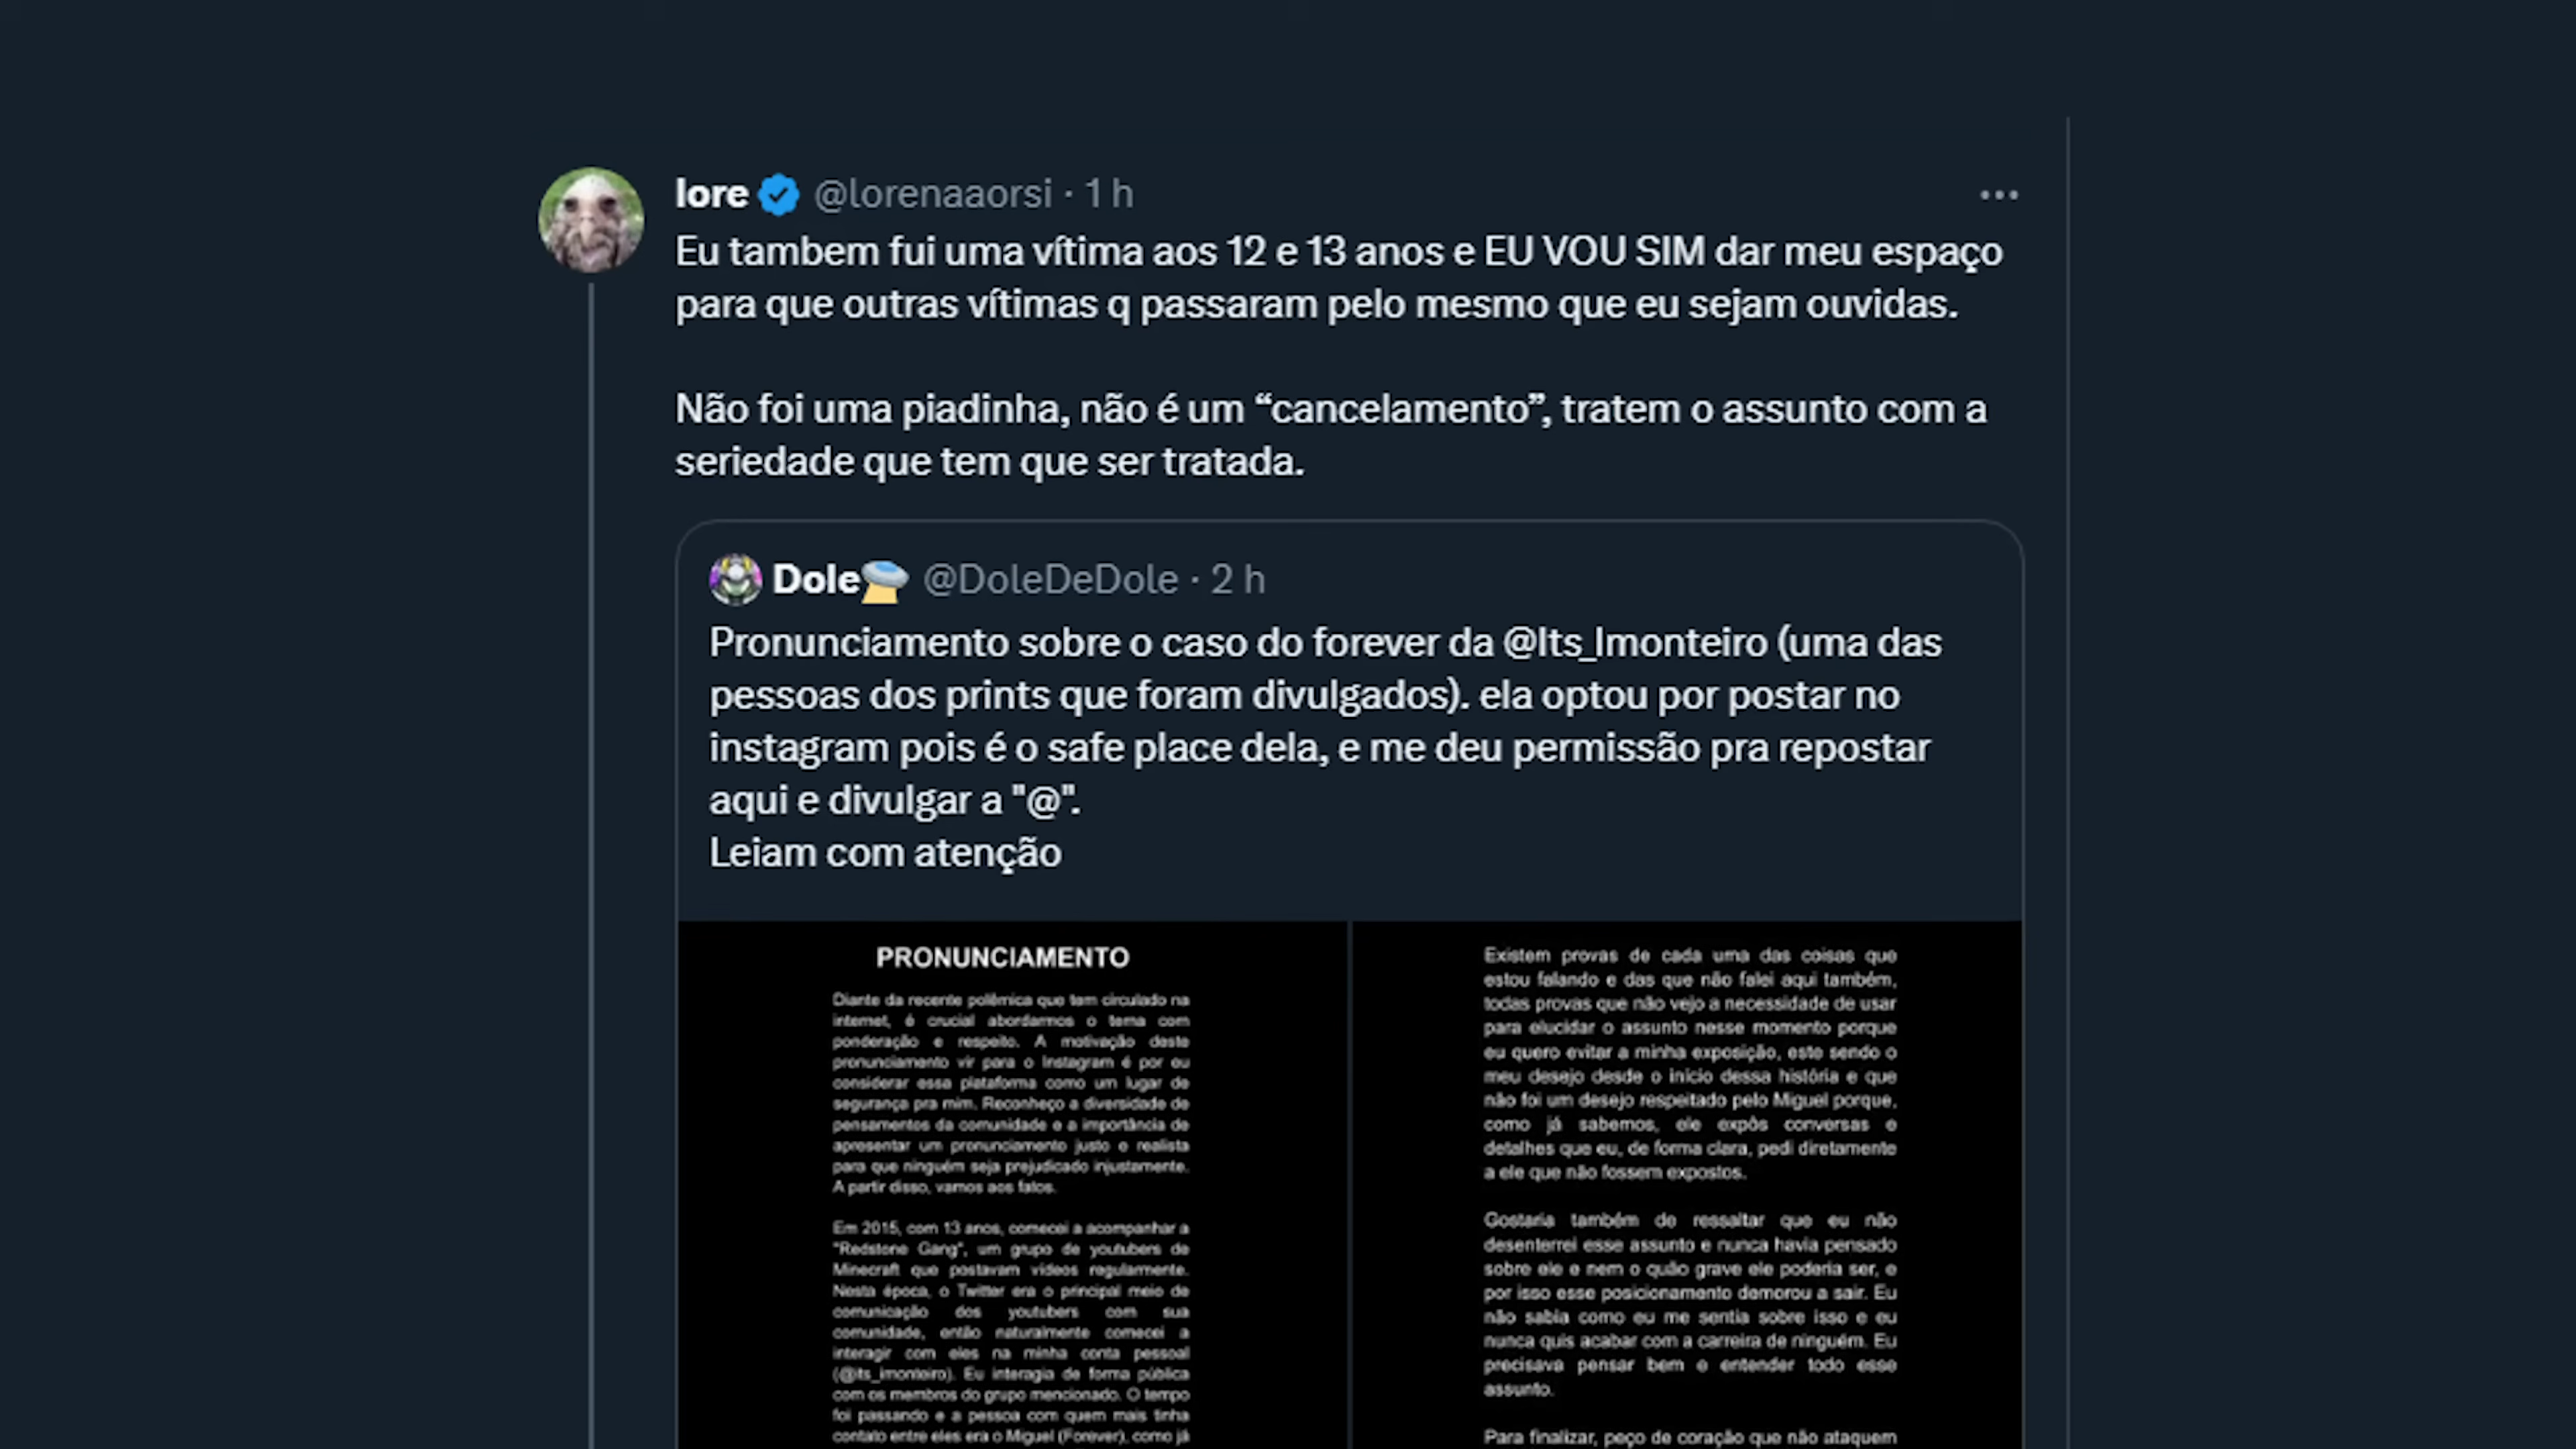 lore @lorenaaorsi · 1 h
Eu tambem fui uma vítima aos 12 e 13 anos e EU VOU SIM dar meu espaço
para que outras vítimas q passaram pelo mesmo que eu sejam ouvidas.
Não foi uma piadinha, não é um “cancelamento”, tratem o assunto com a
seriedade que tem que ser tratada.
Dole @DoleDeDole · 2 h
Pronunciamento sobre o caso do forever da @Its_lmonteiro (uma das
pessoas dos prints que foram divulgados). ela optou por postar no
instagram pois é o safe place dela, e me deu permissão pra repostar
aqui e divulgar a "@".
Leiam com atenção
PRONUNCIAMENTO
Diante da recente polêmica que tem circulado na
internet, é crucial abordarmos o tema com
ponderação e respeito. A motivação deste
pronunciamento vir para o Instagram é por eu
considerar essa plataforma como um lugar de
segurança pra mim. Reconheço a diversidade de
pensamentos da comunidade e a importância de
apresentar um pronunciamento justo e realista
para que ninguém seja prejudicado injustamente.
A partir disso, vamos aos fatos.
Em 2015, com 13 anos, comecei a acompanhar a
"Redstone Gang", um grupo de youtubers de
Minecraft que postavam vídeos regularmente.
Nesta época, o Twitter era o principal meio de
comunicação dos youtubers com sua
comunidade, então naturalmente comecei a
interagir com eles na minha conta pessoal
(@its_lmonteiro). Eu interagia de forma pública
com os membros do grupo mencionado. O tempo
foi passando e a pessoa com quem mais tinha
contato entre eles era o Miguel (Forever), como já
Existem provas de cada uma das coisas que
estou falando e das que não falei aqui também,
todas provas que não vejo a necessidade de usar
para elucidar o assunto nesse momento porque
eu quero evitar a minha exposição, este sendo o
meu desejo desde o início dessa história e que
não foi um desejo respeitado pelo Miguel porque,
como já sabemos, ele expôs conversas e
detalhes que eu, de forma clara, pedi diretamente
a ele que não fossem expostos.
Gostaria também de ressaltar que eu não
desenterrei esse assunto e nunca havia pensado
sobre ele e nem o quão grave ele poderia ser, e
por isso esse posicionamento demorou a sair. Eu
não sabia como eu me sentia sobre isso e eu
nunca quis acabar com a carreira de ninguém. Eu
precisava pensar bem e entender todo esse
assunto.
Para finalizar, peço de coração que não ataquem